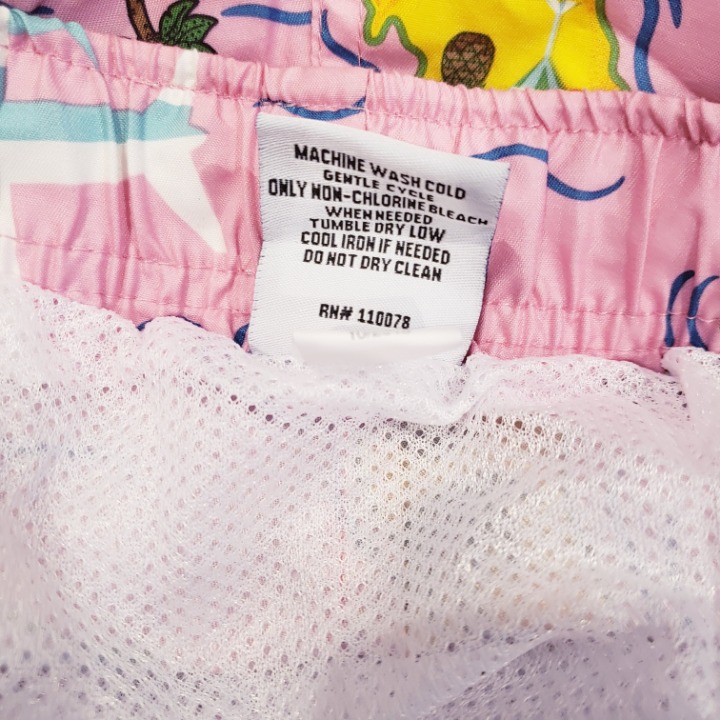 MACHINE WASH COLD
GENTLE CYCLE
ONLY NON-CHLORINE BLEACH
WHEN NEEDED
TUMBLE DRY LOW
COOL IRON IF NEEDED
DO NOT DRY CLEAN
RN# 110078